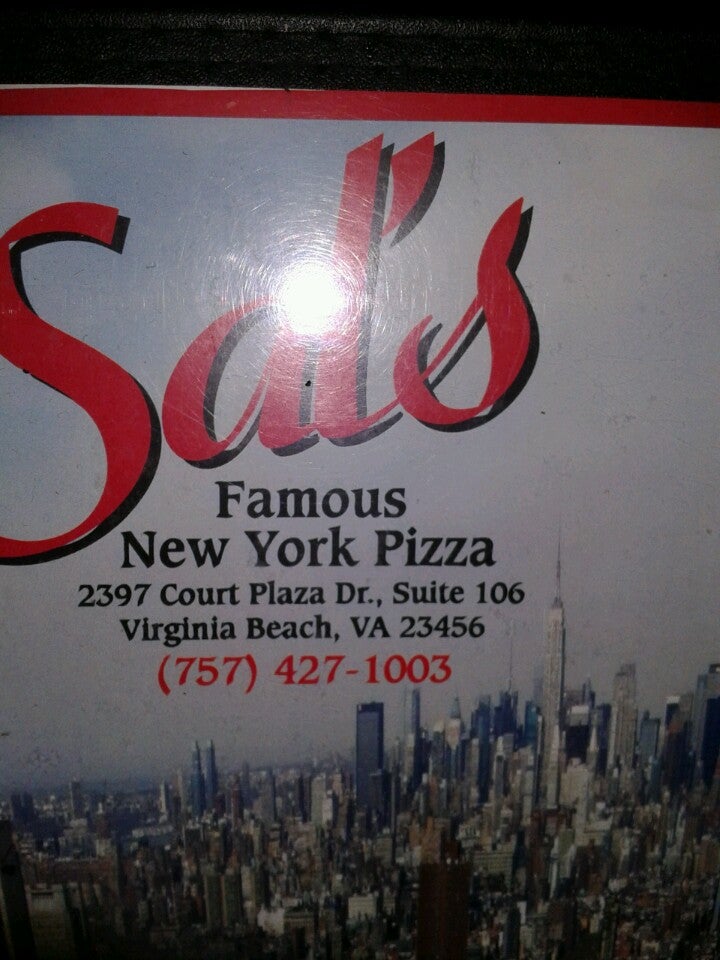 Sal's
Famous
New York Pizza
2397 Court Plaza Dr., Suite 106
Virginia Beach, VA 23456
(757) 427-1003